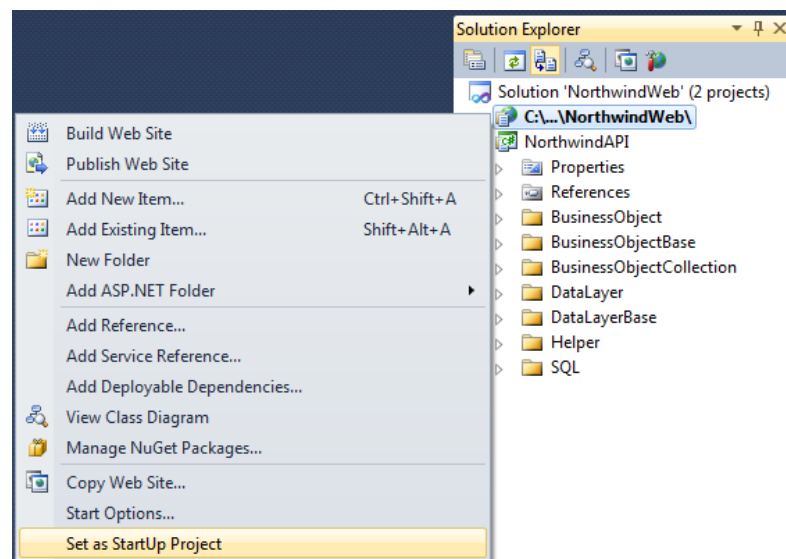 Solution Explorer
Solution 'NorthwindWeb' (2 projects)
C:\...\NorthwindWeb\
NorthwindAPI
Properties
References
BusinessObject
BusinessObjectBase
BusinessObjectCollection
DataLayer
DataLayerBase
Helper
SQL
Build Web Site
Publish Web Site
Add New Item... Ctrl+Shift+A
Add Existing Item... Shift+Alt+A
New Folder
Add ASP.NET Folder
Add Reference...
Add Service Reference...
Add Deployable Dependencies...
View Class Diagram
Manage NuGet Packages...
Copy Web Site...
Start Options...
Set as StartUp Project